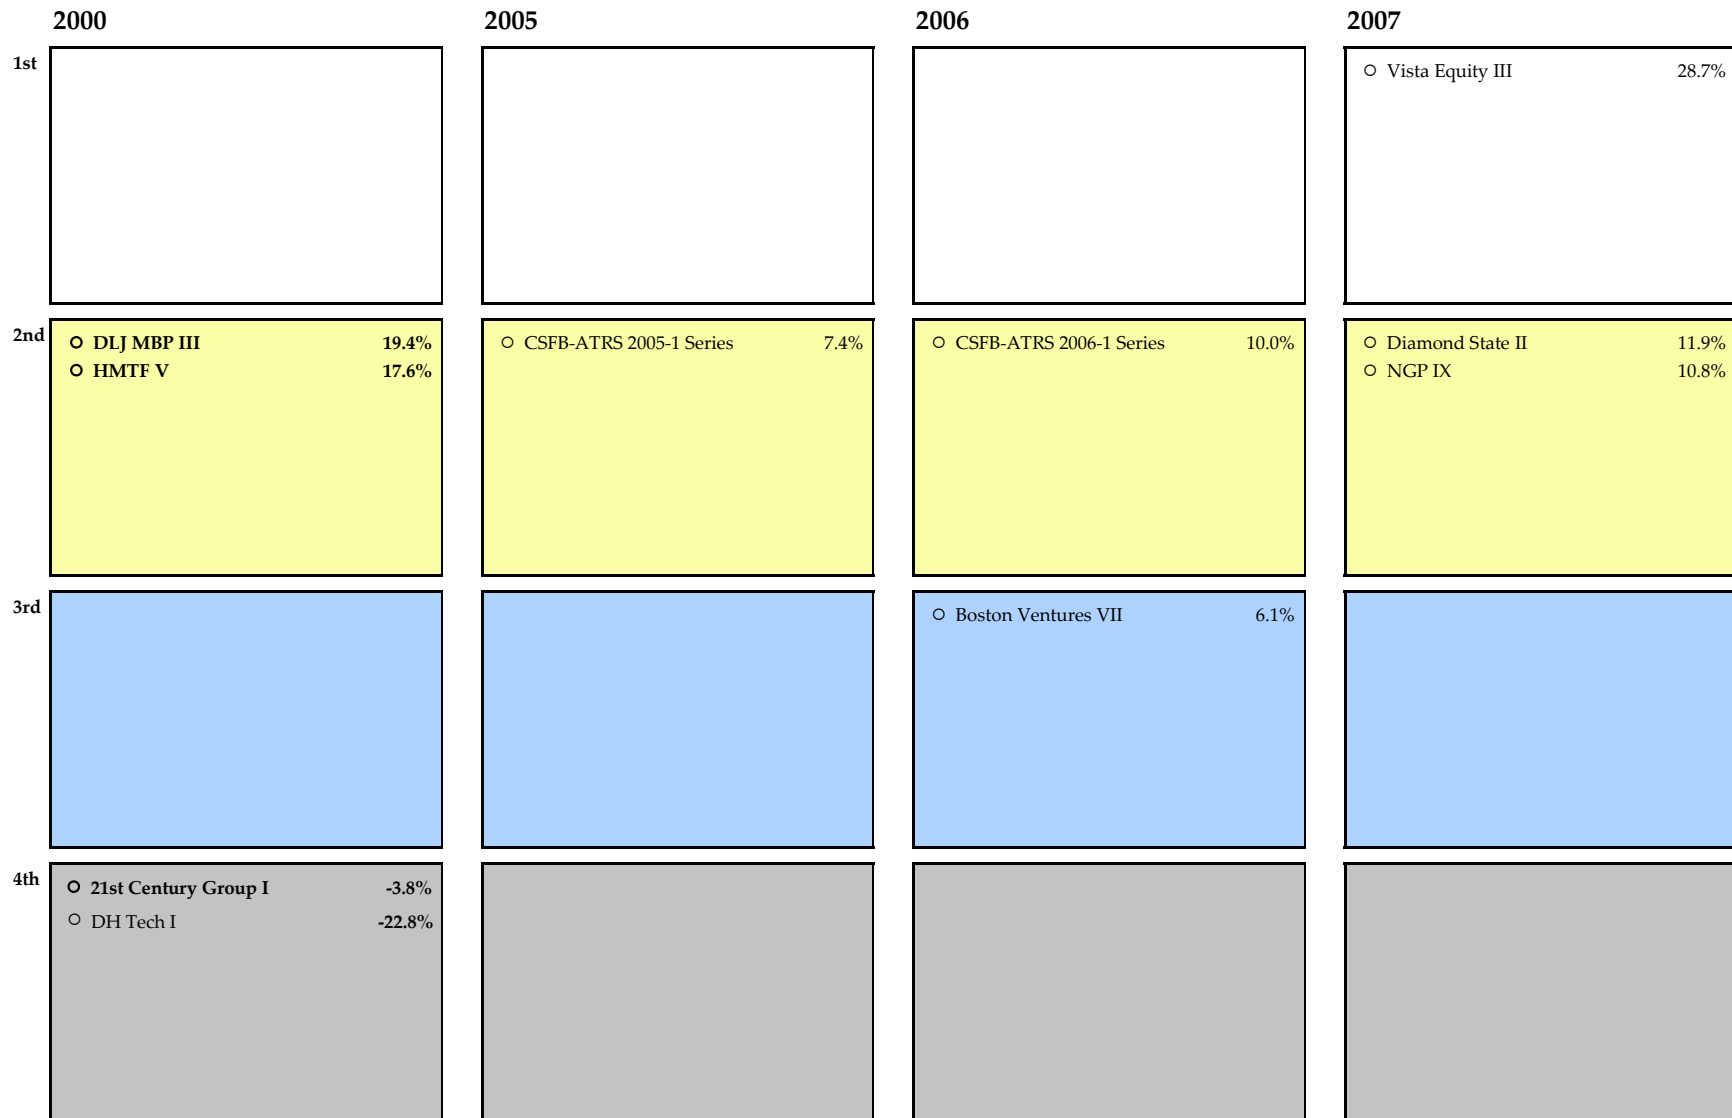 2000 2005 2006 2007
1st
○ Vista Equity III 28.7%
2nd
○ DLJ MBP III 19.4%
○ HMTF V 17.6%
○ CSFB-ATRS 2005-1 Series 7.4%
○ CSFB-ATRS 2006-1 Series 10.0%
○ Diamond State II 11.9%
○ NGP IX 10.8%
3rd
○ Boston Ventures VII 6.1%
4th
○ 21st Century Group I -3.8%
○ DH Tech I -22.8%